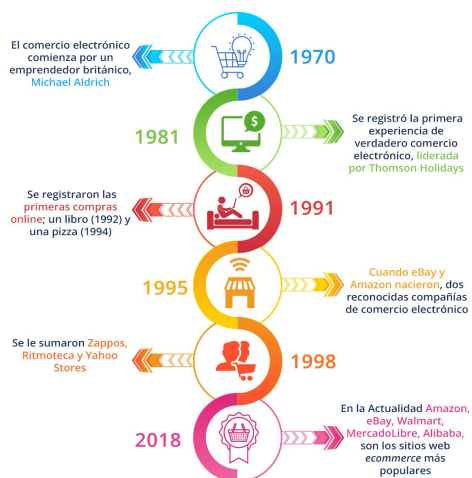 El comercio electrónico
comienza por un
emprendedor británico,
Michael Aldrich
1970
1981
$
Se registró la primera
experiencia de
verdadero comercio
electrónico, liderada
por Thomson Holidays
Se registraron las
primeras compras
online; un libro (1992) y
una pizza (1994)
1991
1995
Cuando eBay y
Amazon nacieron, dos
reconocidas compañías
de comercio electrónico
Se le sumaron Zappos,
Ritmoteca y Yahoo
Stores
1998
2018
En la Actualidad Amazon,
eBay, Walmart,
MercadoLibre, Alibaba,
son los sitios web
ecommerce más
populares